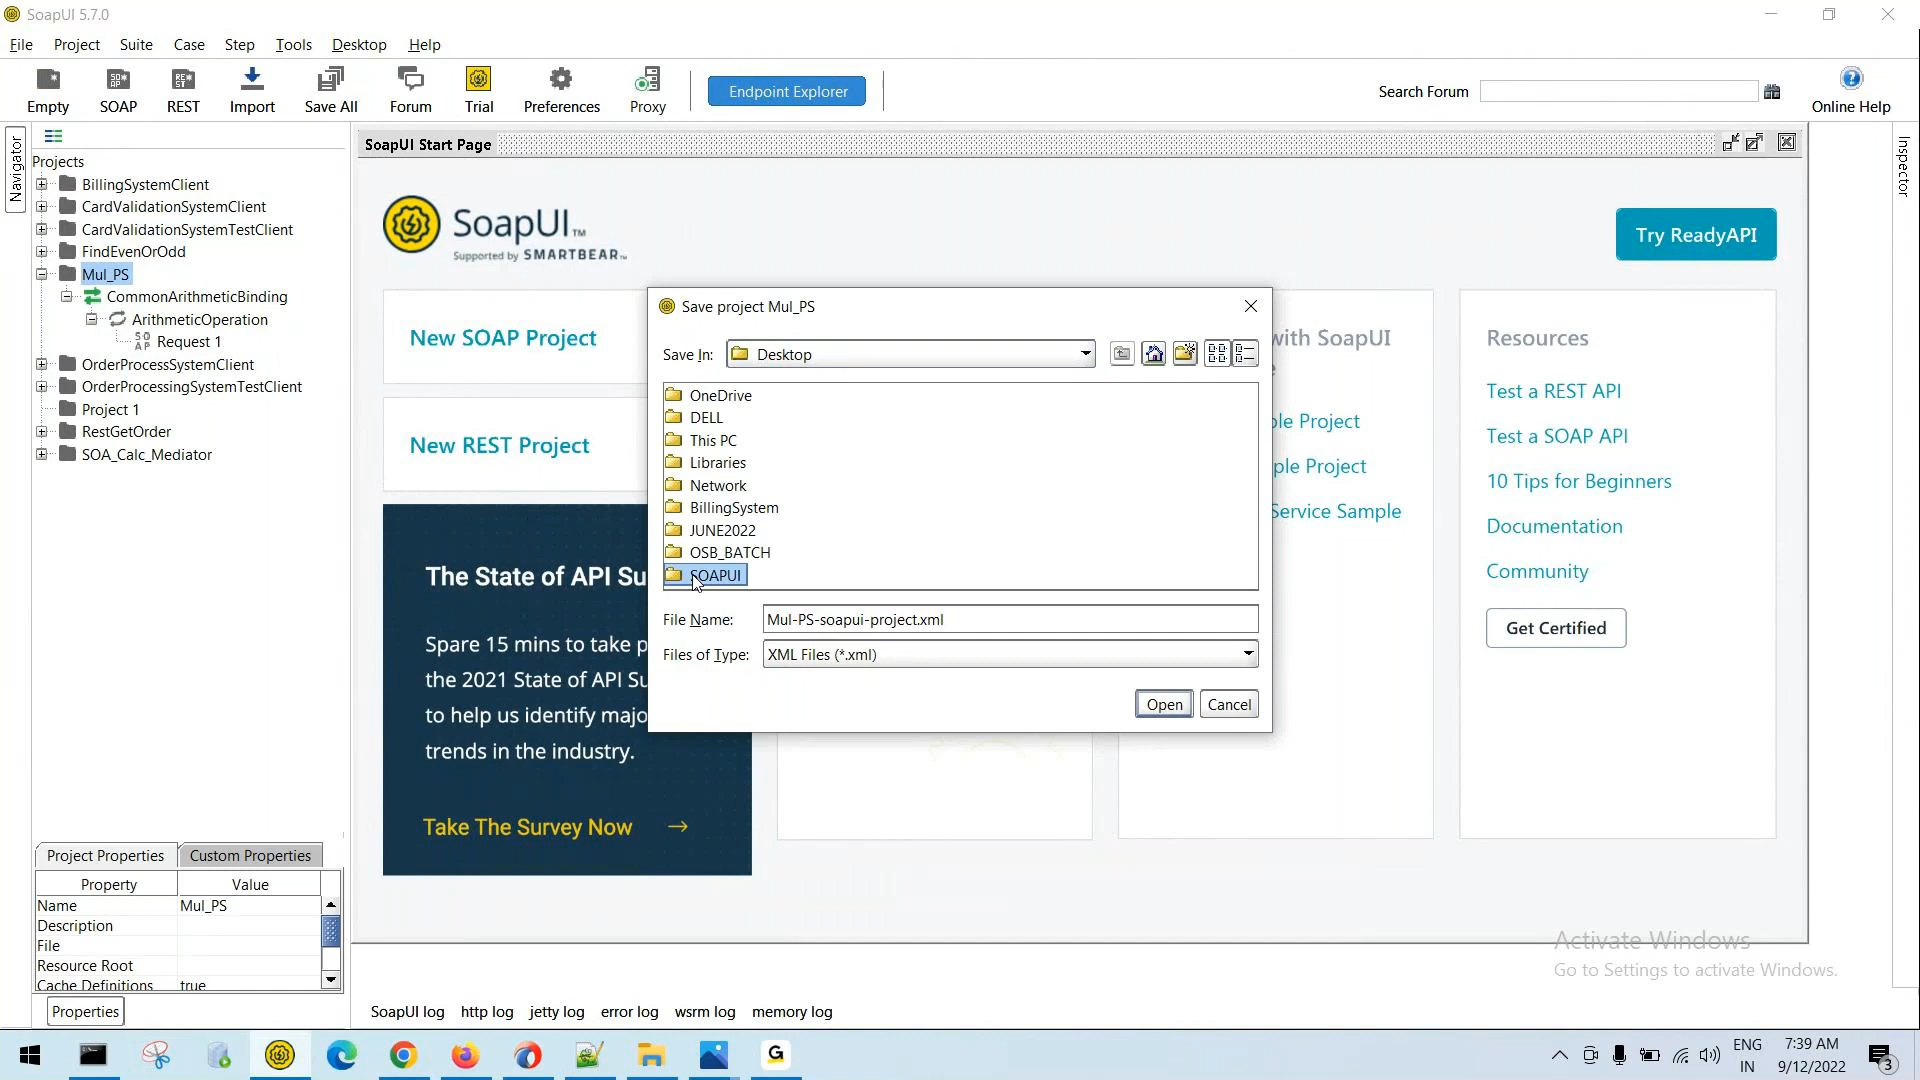 SoapUI 5.7.0
File Project Suite Case Step Tools Desktop Help
Empty SOAP REST Import Save All Forum Trial Preferences Proxy
Endpoint Explorer
Search Forum
Online Help
Navigator
Inspector
Projects
BillingSystemClient
CardValidationSystemClient
CardValidationSystemTestClient
FindEvenOrOdd
Mul_PS
CommonArithmeticBinding
ArithmeticOperation
Request 1
OrderProcessSystemClient
OrderProcessingSystemTestClient
Project 1
RestGetOrder
SOA_Calc_Mediator
SoapUI Start Page
SoapUI™
Supported by SMARTBEAR™
Try ReadyAPI
New SOAP Project
New REST Project
The State of API Su
Spare 15 mins to take p
the 2021 State of API Su
to help us identify majo
trends in the industry.
Take The Survey Now →
Save project Mul_PS
Save In: Desktop
OneDrive
DELL
This PC
Libraries
Network
BillingSystem
JUNE2022
OSB_BATCH
SOAPUI
File Name: Mul-PS-soapui-project.xml
Files of Type: XML Files (*.xml)
Open Cancel
with SoapUI
ple Project
ple Project
Service Sample
Resources
Test a REST API
Test a SOAP API
10 Tips for Beginners
Documentation
Community
Get Certified
Project Properties Custom Properties
Property Value
Name Mul_PS
Description
File
Resource Root
Cache Definitions true
Properties
SoapUI log http log jetty log error log wsrm log memory log
Activate Windows
Go to Settings to activate Windows.
ENG
IN
7:39 AM
9/12/2022
3